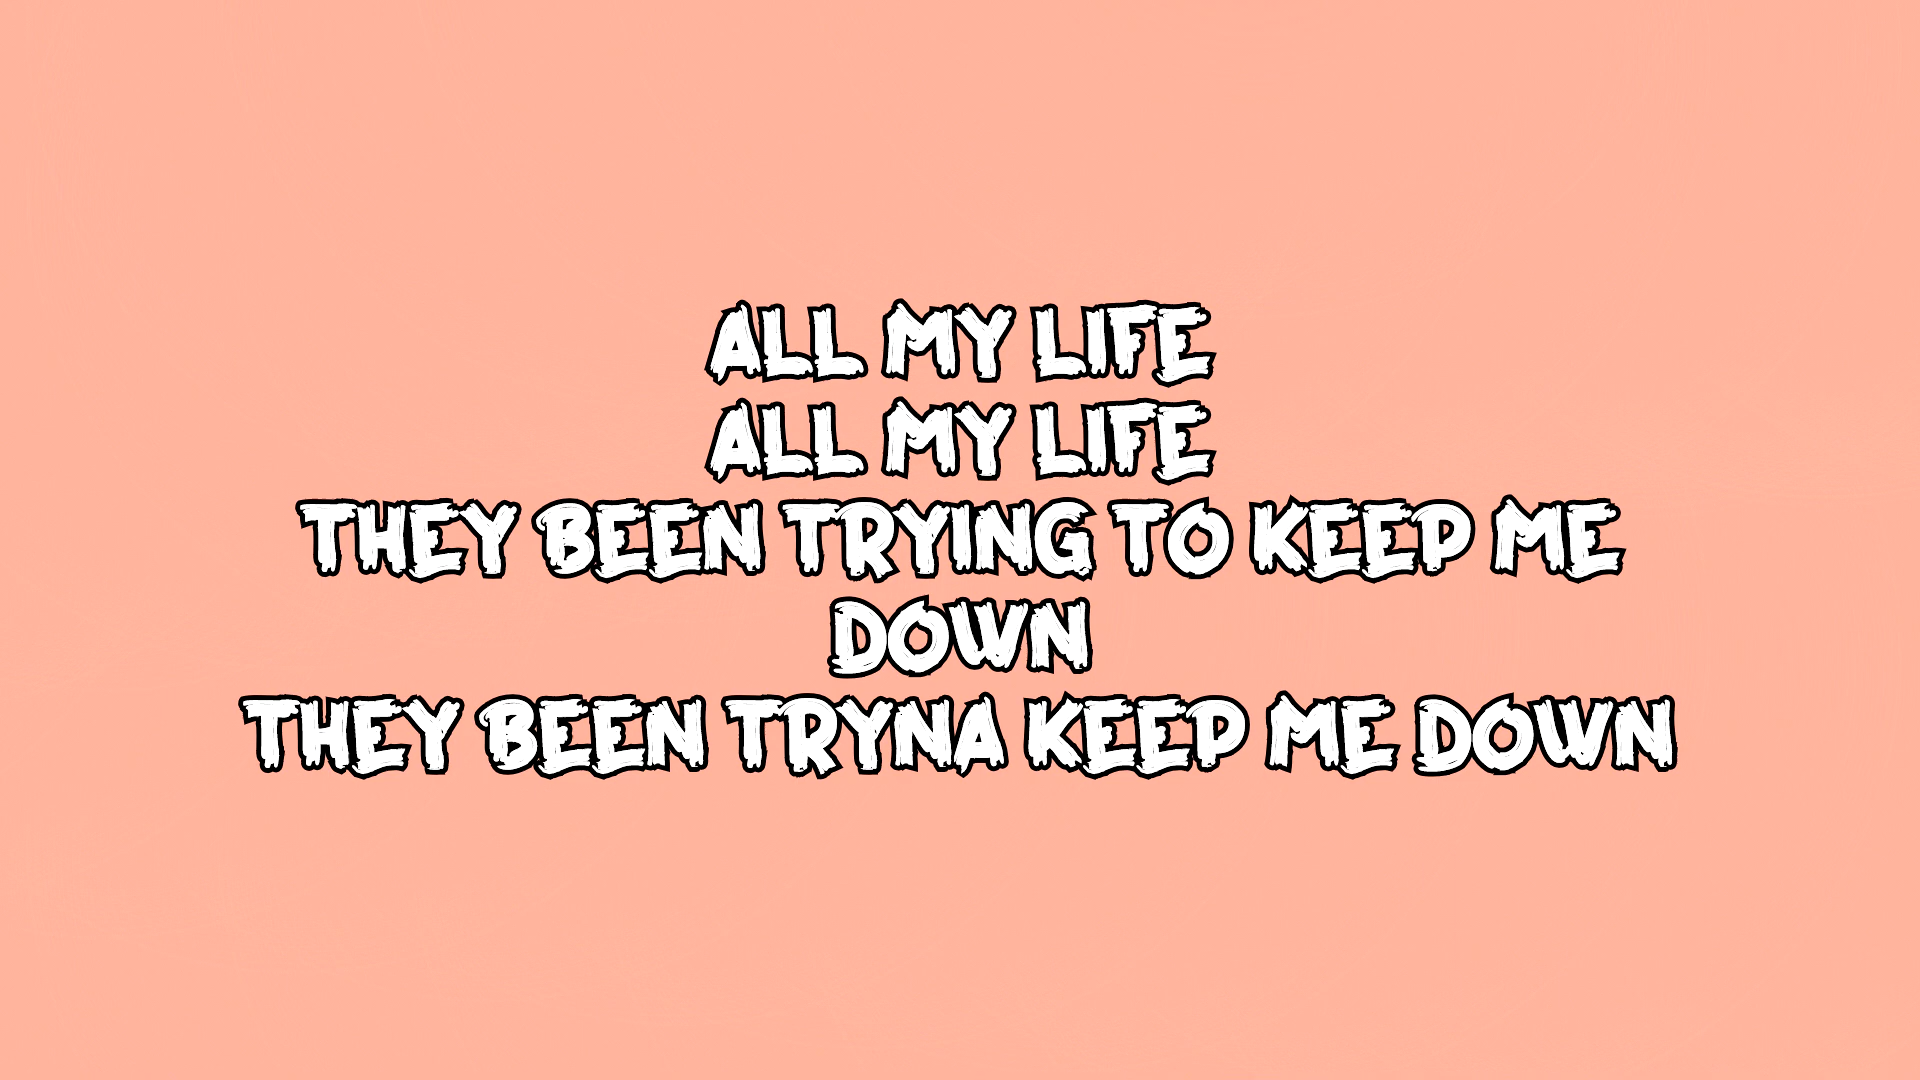 ALL MY LIFE
ALL MY LIFE
THEY BEEN TRYING TO KEEP ME
DOWN
THEY BEEN TRYNA KEEP ME DOWN